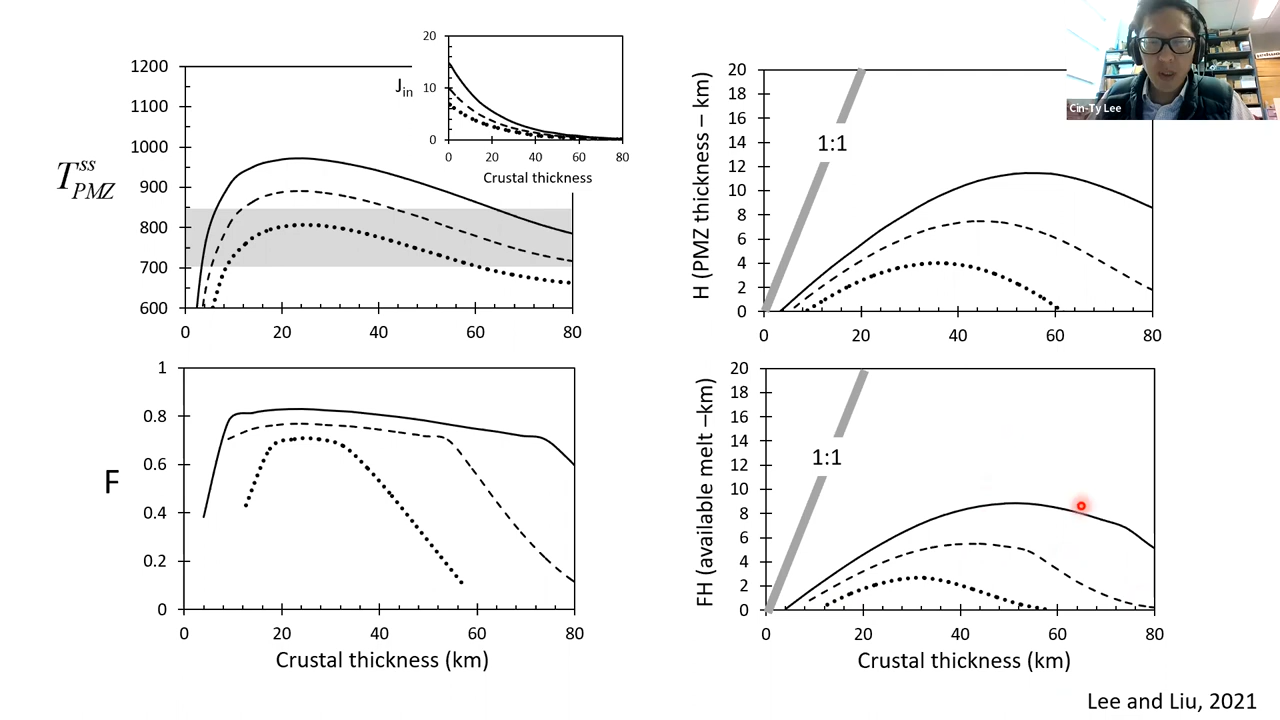 1200
1100
1000
900
800
700
600
T^{ss}_{PMZ}
0 20 40 60 80
20
10
0
J_{in}
0 20 40 60 80
Crustal thickness
20
18
16
14
12
10
8
6
4
2
0
H (PMZ thickness – km)
1:1
0 20 40 60 80
Cin-Ty Lee
1
0.8
0.6
0.4
0.2
0
F
0 20 40 60 80
Crustal thickness (km)
20
18
16
14
12
10
8
6
4
2
0
FH (available melt –km)
1:1
0 20 40 60 80
Crustal thickness (km)
Lee and Liu, 2021